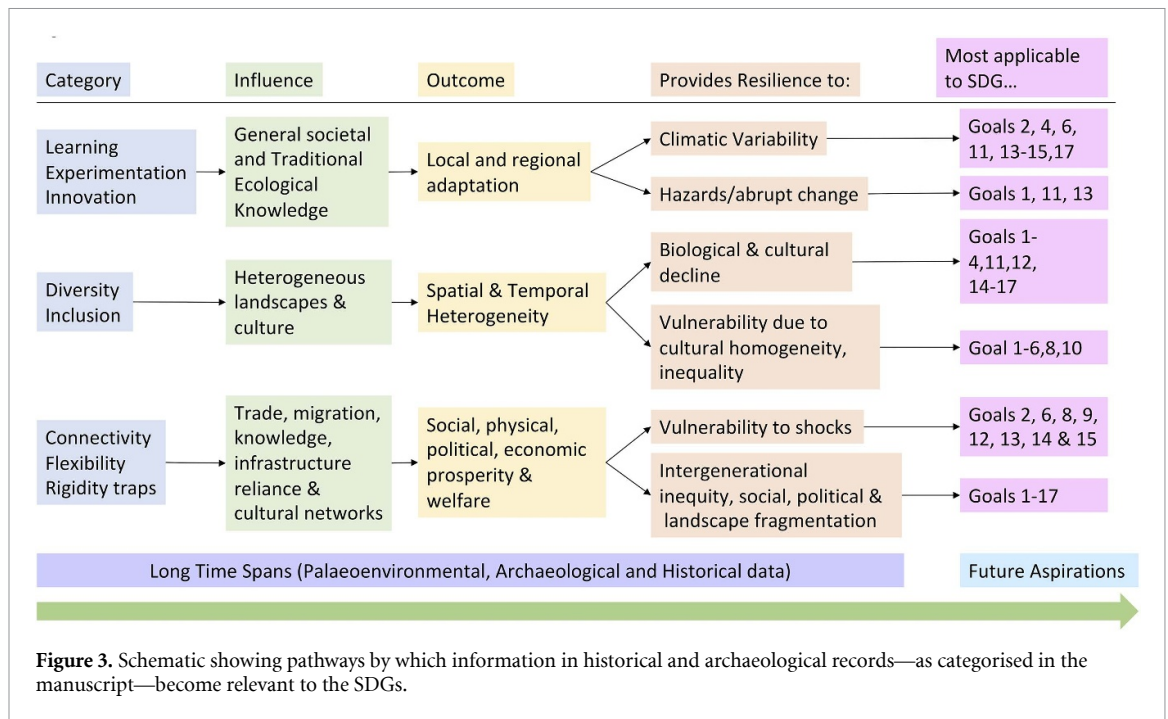 Category
Influence
Outcome
Provides Resilience to:
Most applicable
to SDG...
Learning
Experimentation
Innovation
General societal
and Traditional
Ecological
Knowledge
Local and regional
adaptation
Climatic Variability
Goals 2, 4, 6,
11, 13-15,17
Hazards/abrupt change
Goals 1, 11, 13
Diversity
Inclusion
Heterogeneous
landscapes &
culture
Spatial & Temporal
Heterogeneity
Biological & cultural
decline
Goals 1-
4,11,12,
14-17
Vulnerability due to
cultural homogeneity,
inequality
Goal 1-6,8,10
Connectivity
Flexibility
Rigidity traps
Trade, migration,
knowledge,
infrastructure
reliance &
cultural networks
Social, physical,
political, economic
prosperity &
welfare
Vulnerability to shocks
Goals 2, 6, 8, 9,
12, 13, 14 & 15
Intergenerational
inequity, social, political &
landscape fragmentation
Goals 1-17
Long Time Spans (Palaeoenvironmental, Archaeological and Historical data)
Future Aspirations
Figure 3. Schematic showing pathways by which information in historical and archaeological records—as categorised in the
manuscript—become relevant to the SDGs.